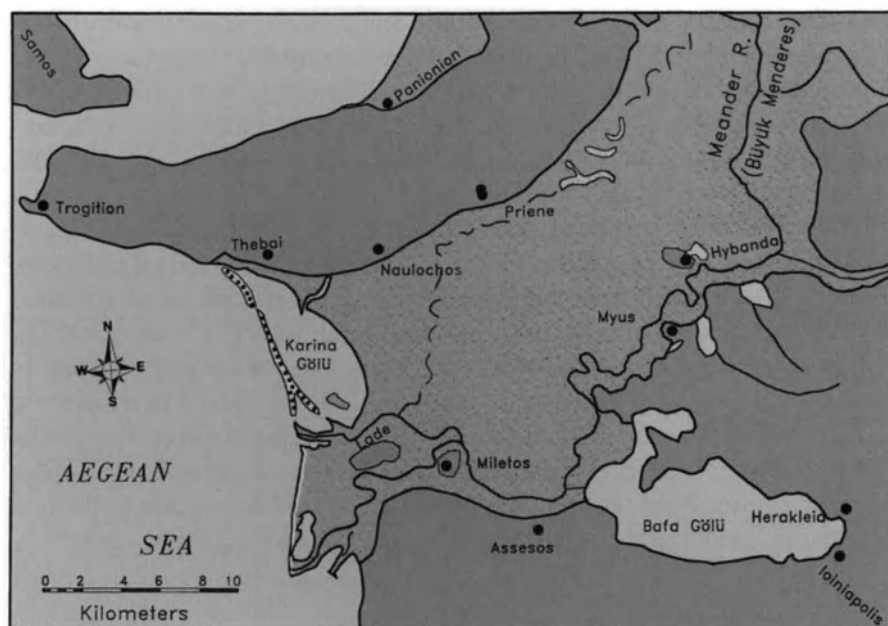 Samos
Panionion
Meander R.
(Büyük Menderes)
Trogition
Priene
Thebai
Naulochos
Hybanda
Myus
N
W E
S
Karina
Gölü
Lade
Miletos
AEGEAN
SEA
Assesos
Bafa Gölü
Herakleia
Ioiniapolis
0 2 4 6 8 10
Kilometers